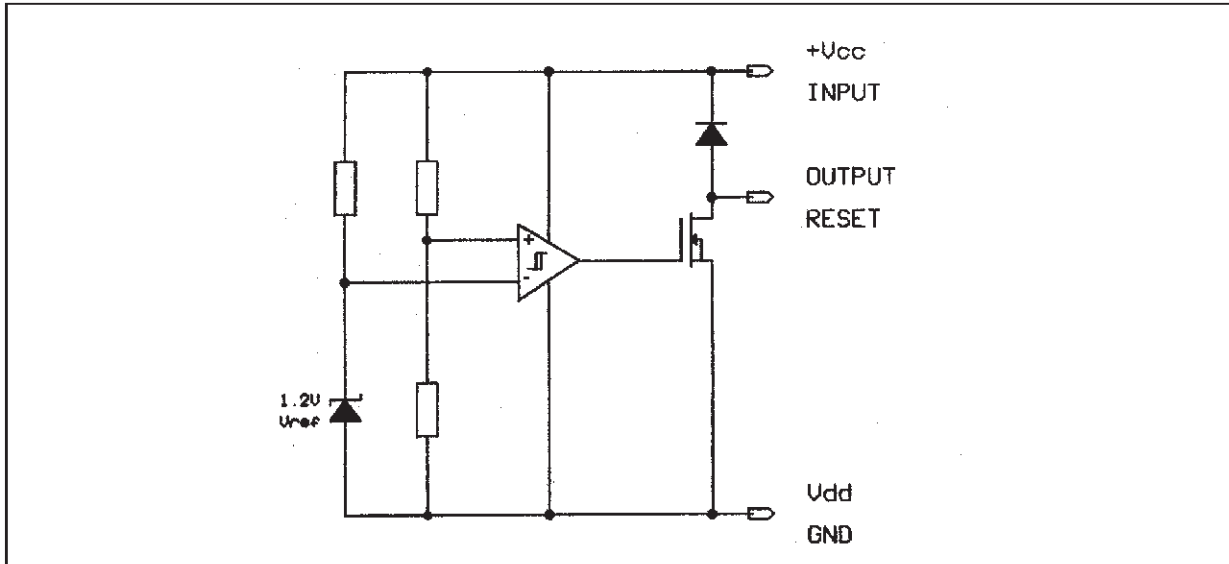 +Vcc
INPUT
OUTPUT
RESET
+
-
1.2V
Vref
Vdd
GND